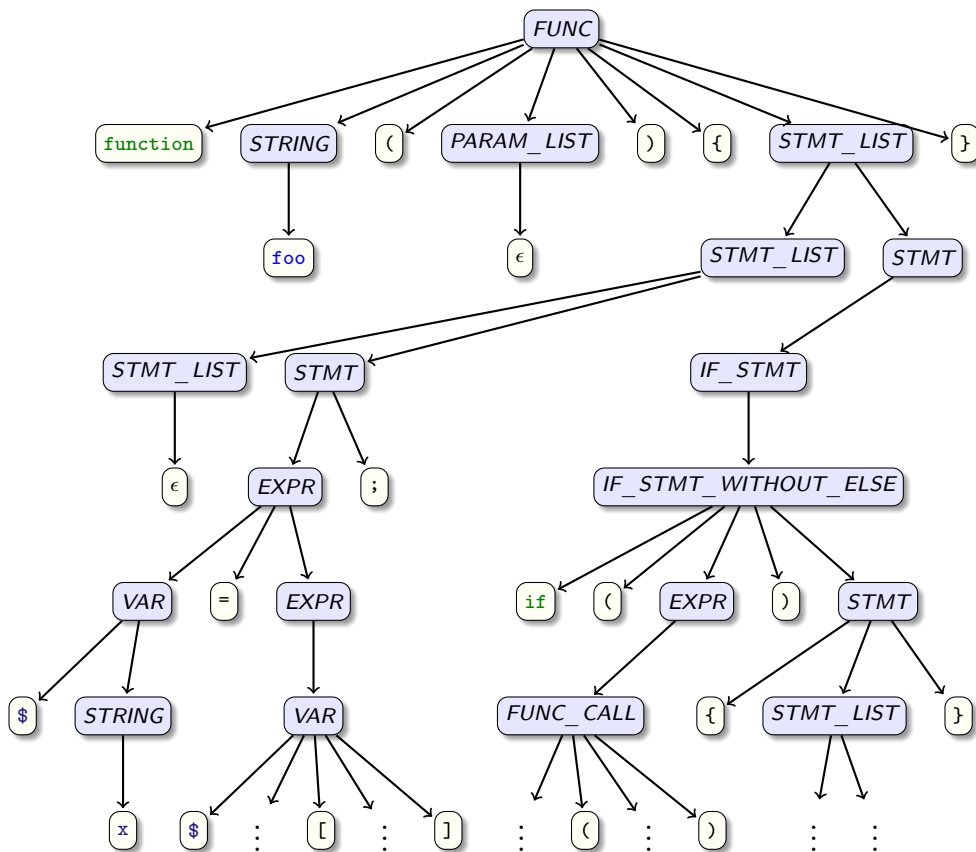 FUNC
function STRING ( PARAM_LIST ) { STMT_LIST }
foo ϵ STMT_LIST STMT
STMT_LIST STMT IF_STMT
ϵ EXPR ; IF_STMT_WITHOUT_ELSE
VAR = EXPR if ( EXPR ) STMT
$ STRING VAR FUNC_CALL { STMT_LIST }
x $ ⋮ [ ⋮ ] ⋮ ( ⋮ ) ⋮ ⋮